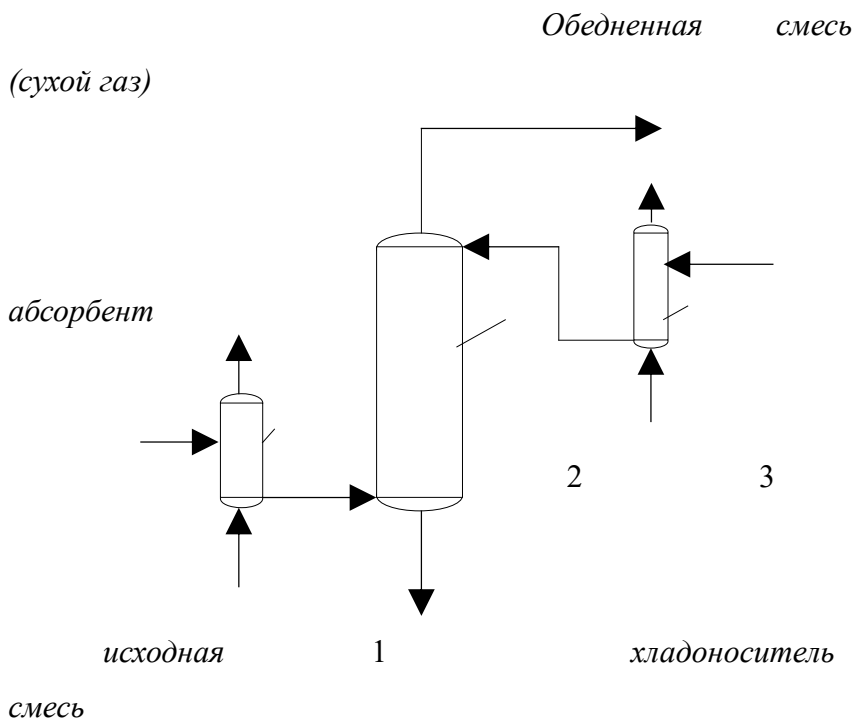 Обедненная смесь
(сухой газ)
абсорбент
2 3
исходная 1 хладоноситель
смесь